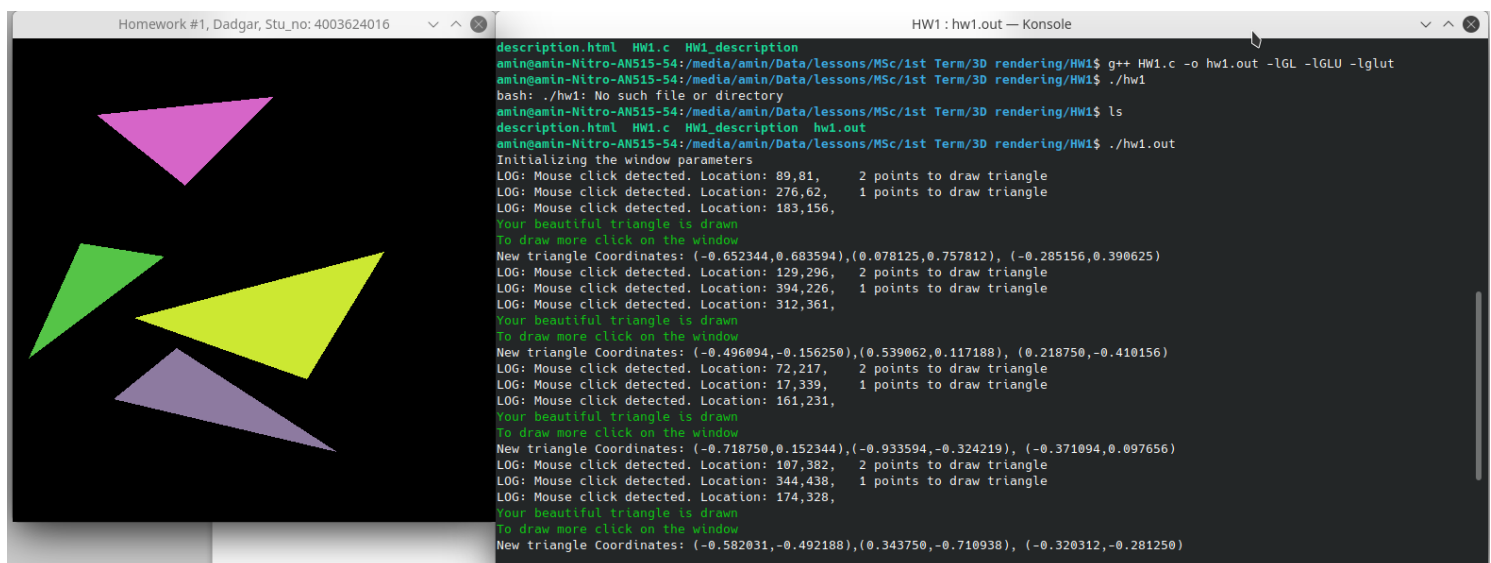 Homework #1, Dadgar, Stu_no: 4003624016
HW1 : hw1.out — Konsole
description.html  HW1.c  HW1_description
amin@amin-Nitro-AN515-54:/media/amin/Data/lessons/MSc/1st Term/3D rendering/HW1$ g++ HW1.c -o hw1.out -lGL -lGLU -lglut
amin@amin-Nitro-AN515-54:/media/amin/Data/lessons/MSc/1st Term/3D rendering/HW1$ ./hw1
bash: ./hw1: No such file or directory
amin@amin-Nitro-AN515-54:/media/amin/Data/lessons/MSc/1st Term/3D rendering/HW1$ ls
description.html  HW1.c  HW1_description  hw1.out
amin@amin-Nitro-AN515-54:/media/amin/Data/lessons/MSc/1st Term/3D rendering/HW1$ ./hw1.out
Initializing the window parameters
LOG: Mouse click detected. Location: 89,81,     2 points to draw triangle
LOG: Mouse click detected. Location: 276,62,    1 points to draw triangle
LOG: Mouse click detected. Location: 183,156,
Your beautiful triangle is drawn
To draw more click on the window
New triangle Coordinates: (-0.652344,0.683594),(0.078125,0.757812), (-0.285156,0.390625)
LOG: Mouse click detected. Location: 129,296,   2 points to draw triangle
LOG: Mouse click detected. Location: 394,226,   1 points to draw triangle
LOG: Mouse click detected. Location: 312,361,
Your beautiful triangle is drawn
To draw more click on the window
New triangle Coordinates: (-0.496094,-0.156250),(0.539062,0.117188), (0.218750,-0.410156)
LOG: Mouse click detected. Location: 72,217,    2 points to draw triangle
LOG: Mouse click detected. Location: 17,339,    1 points to draw triangle
LOG: Mouse click detected. Location: 161,231,
Your beautiful triangle is drawn
To draw more click on the window
New triangle Coordinates: (-0.718750,0.152344),(-0.933594,-0.324219), (-0.371094,0.097656)
LOG: Mouse click detected. Location: 107,382,   2 points to draw triangle
LOG: Mouse click detected. Location: 344,438,   1 points to draw triangle
LOG: Mouse click detected. Location: 174,328,
Your beautiful triangle is drawn
To draw more click on the window
New triangle Coordinates: (-0.582031,-0.492188),(0.343750,-0.710938), (-0.320312,-0.281250)